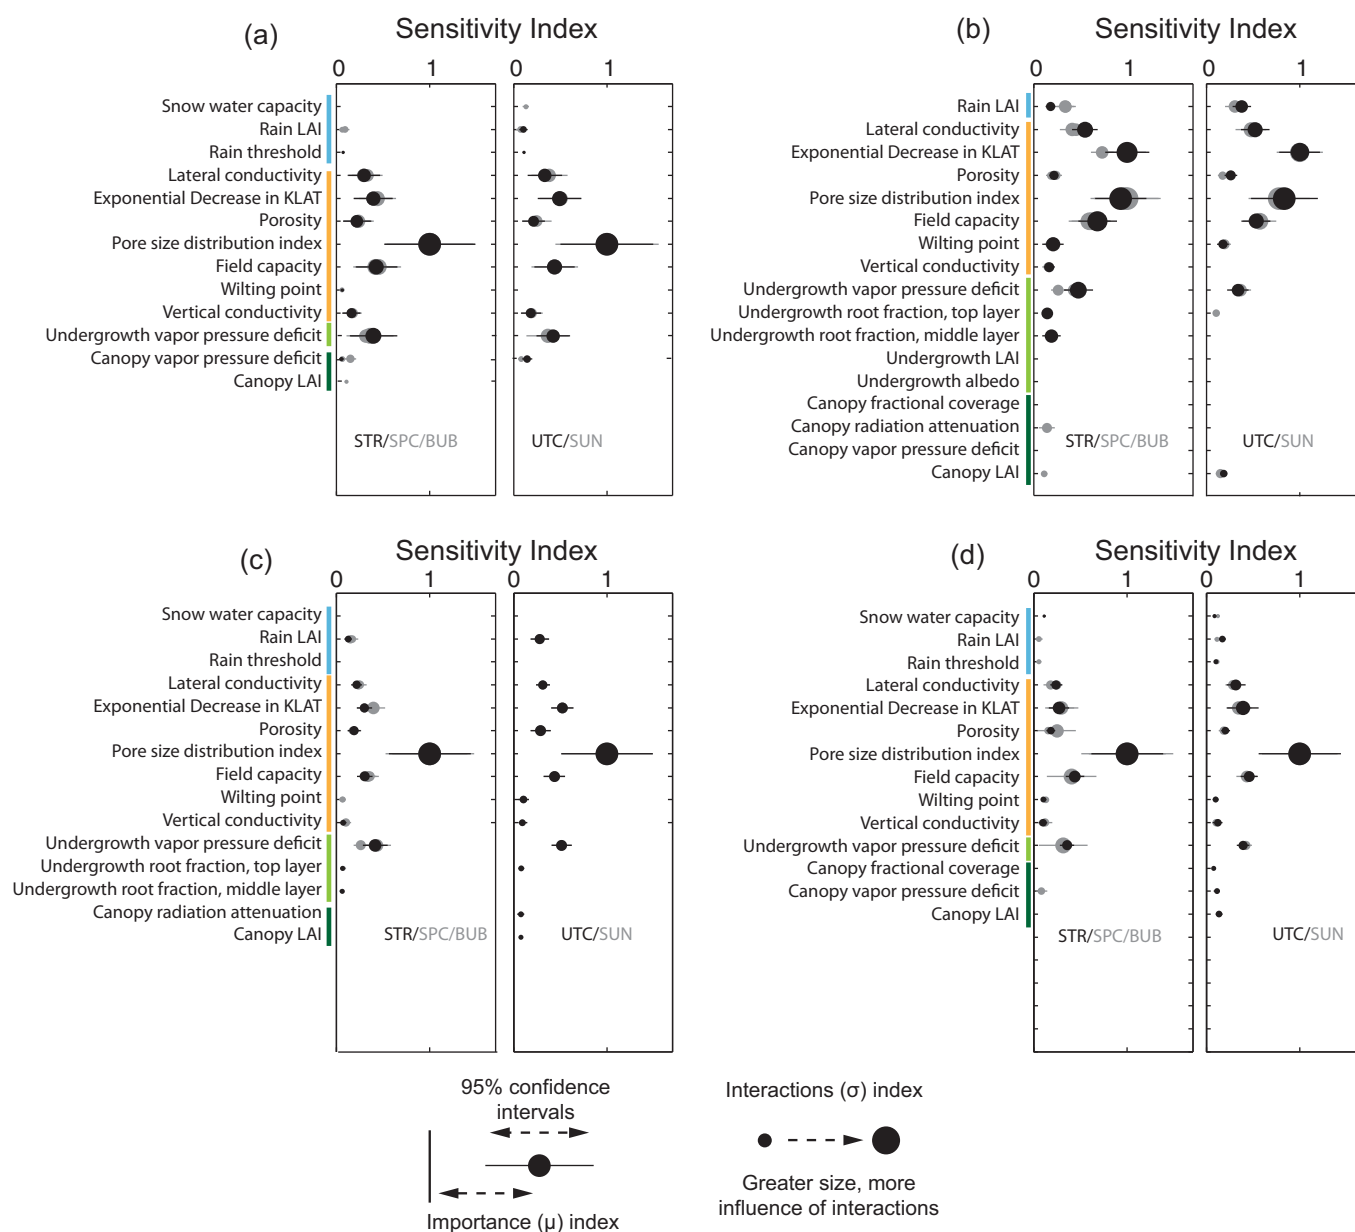 (a)
Sensitivity Index
0
1
0
1
Snow water capacity
Rain LAI
Rain threshold
Lateral conductivity
Exponential Decrease in KLAT
Porosity
Pore size distribution index
Field capacity
Wilting point
Vertical conductivity
Undergrowth vapor pressure deficit
Canopy vapor pressure deficit
Canopy LAI
STR/SPC/BUB
UTC/SUN
(b)
Sensitivity Index
0
1
0
1
Rain LAI
Lateral conductivity
Exponential Decrease in KLAT
Porosity
Pore size distribution index
Field capacity
Wilting point
Vertical conductivity
Undergrowth vapor pressure deficit
Undergrowth root fraction, top layer
Undergrowth root fraction, middle layer
Undergrowth LAI
Undergrowth albedo
Canopy fractional coverage
Canopy radiation attenuation
Canopy vapor pressure deficit
Canopy LAI
STR/SPC/BUB
UTC/SUN
(c)
Sensitivity Index
0
1
0
1
Snow water capacity
Rain LAI
Rain threshold
Lateral conductivity
Exponential Decrease in KLAT
Porosity
Pore size distribution index
Field capacity
Wilting point
Vertical conductivity
Undergrowth vapor pressure deficit
Undergrowth root fraction, top layer
Undergrowth root fraction, middle layer
Canopy radiation attenuation
Canopy LAI
STR/SPC/BUB
UTC/SUN
(d)
Sensitivity Index
0
1
0
1
Snow water capacity
Rain LAI
Rain threshold
Lateral conductivity
Exponential Decrease in KLAT
Porosity
Pore size distribution index
Field capacity
Wilting point
Vertical conductivity
Undergrowth vapor pressure deficit
Canopy fractional coverage
Canopy vapor pressure deficit
Canopy LAI
STR/SPC/BUB
UTC/SUN
95% confidence
intervals
Importance (μ) index
Interactions (σ) index
Greater size, more
influence of interactions